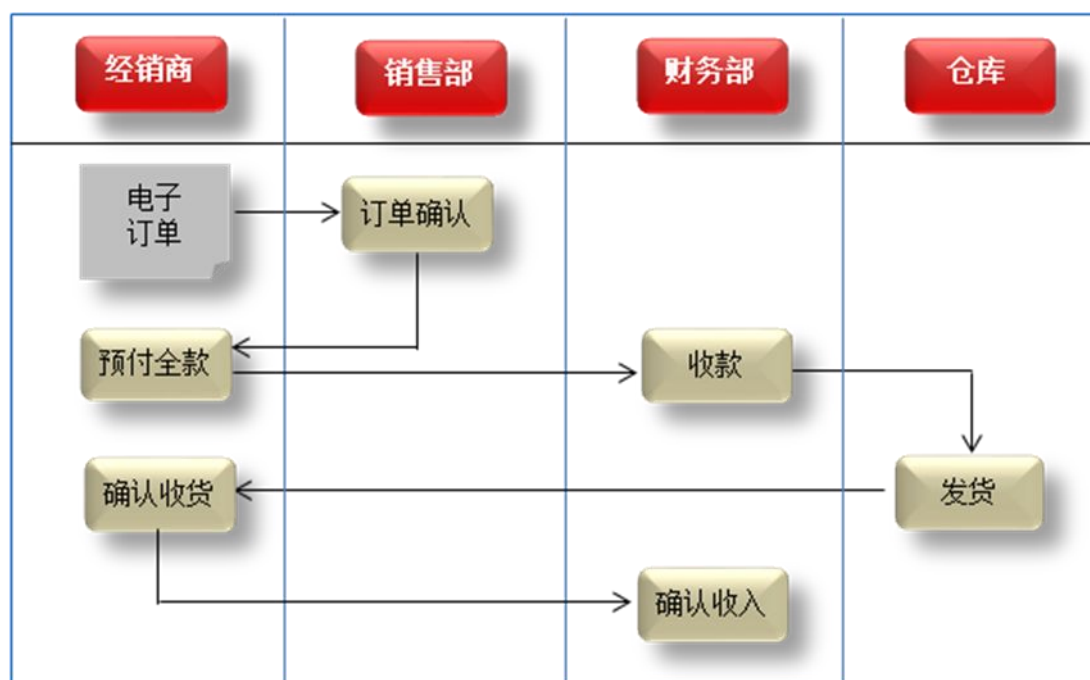 经销商
销售部
财务部
仓库
电子
订单
订单确认
预付全款
收款
确认收货
发货
确认收入